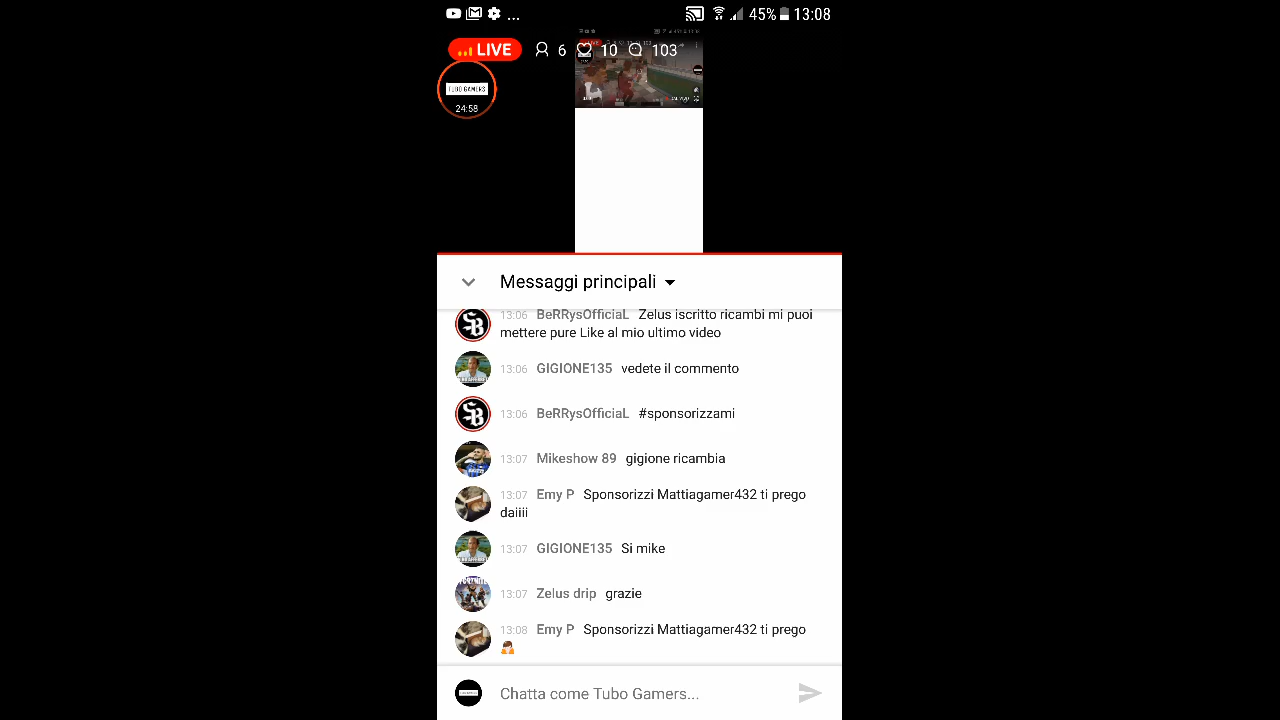 ... 45% 13:08
LIVE 6 10 103
TUBO GAMERS
24:58
Messaggi principali
13:06 BeRRysOfficiaL Zelus iscritto ricambi mi puoi
mettere pure Like al mio ultimo video
13:06 GIGIONE135 vedete il commento
13:06 BeRRysOfficiaL #sponsorizzami
13:07 Mikeshow 89 gigione ricambia
13:07 Emy P Sponsorizzi Mattiagamer432 ti prego
daiiii
13:07 GIGIONE135 Si mike
13:07 Zelus drip grazie
13:08 Emy P Sponsorizzi Mattiagamer432 ti prego
🙏
Chatta come Tubo Gamers...